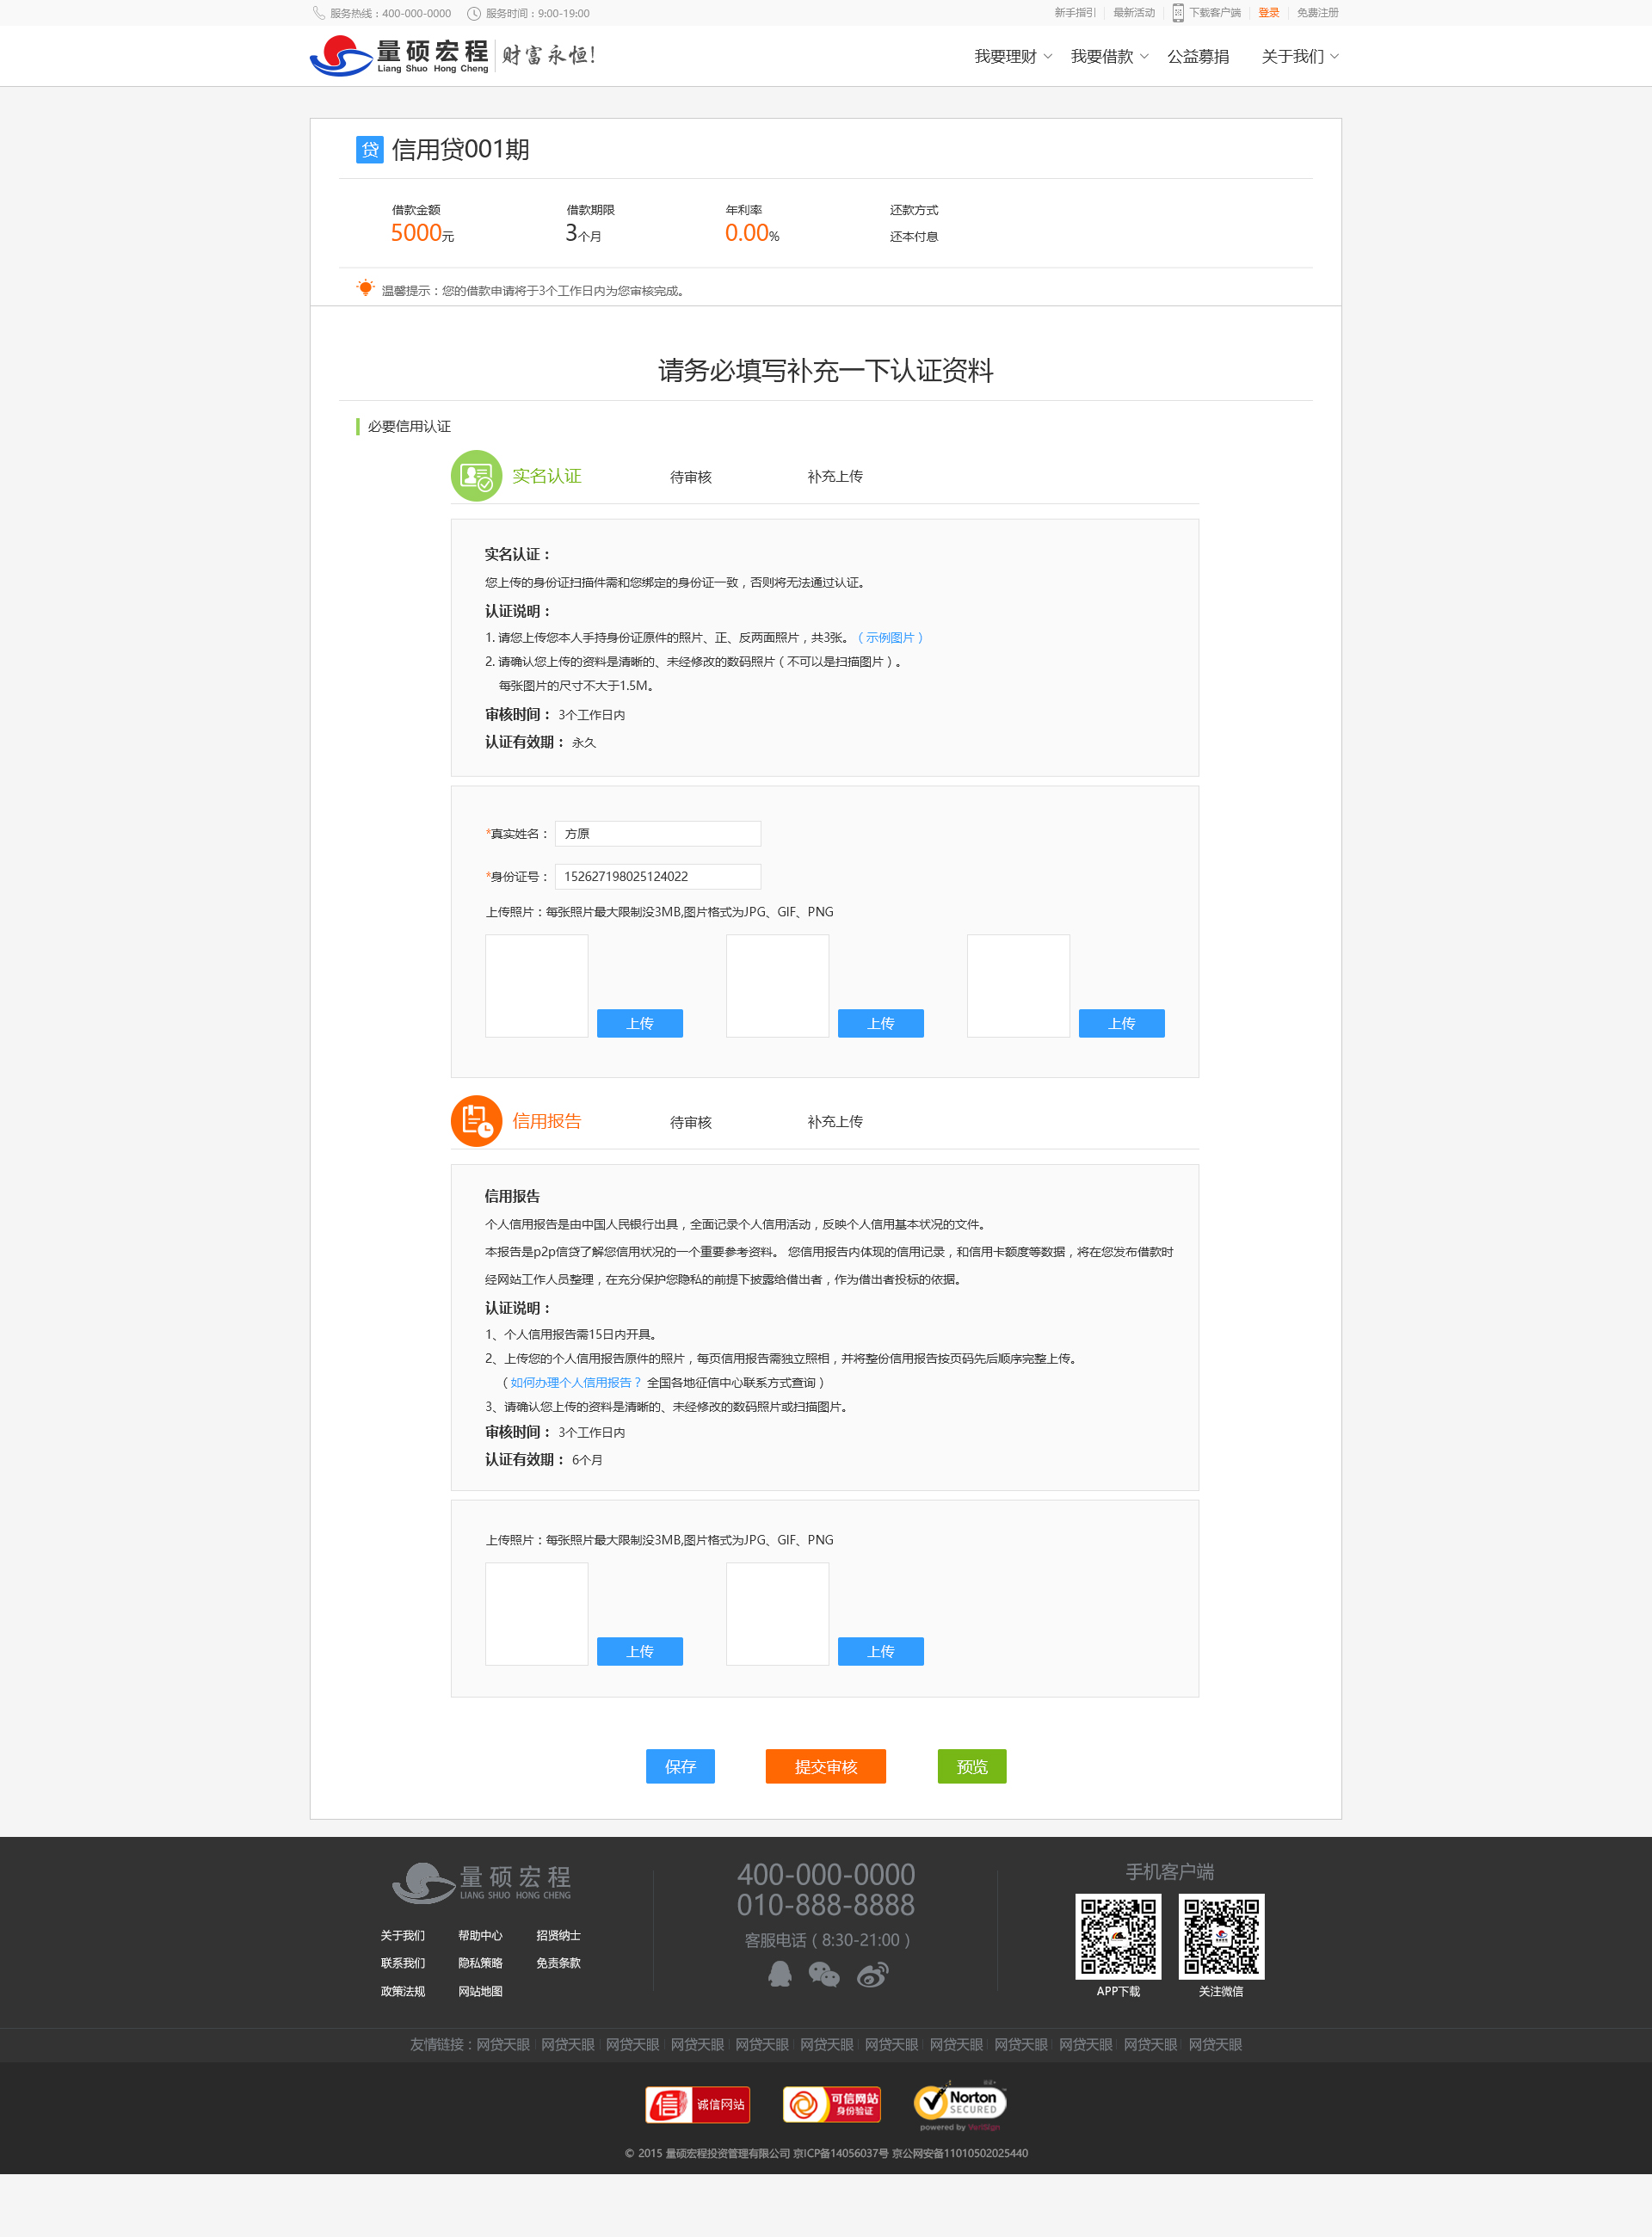 服务热线：400-000-0000 服务时间：9:00-19:00 新手指引 最新活动 下载客户端 登录 免费注册
量硕宏程 财富永恒!
Liang Shuo Hong Cheng
我要理财 我要借款 公益募捐 关于我们
贷 信用贷001期
借款金额 借款期限 年利率 还款方式
5000元 3个月 0.00% 还本付息
温馨提示：您的借款申请将于3个工作日内为您审核完成。
请务必填写补充一下认证资料
必要信用认证
实名认证 待审核 补充上传
实名认证：
您上传的身份证扫描件需和您绑定的身份证一致，否则将无法通过认证。
认证说明：
1. 请您上传您本人手持身份证原件的照片、正、反两面照片，共3张。（示例图片）
2. 请确认您上传的资料是清晰的、未经修改的数码照片（不可以是扫描图片）。
每张图片的尺寸不大于1.5M。
审核时间： 3个工作日内
认证有效期： 永久
*真实姓名： 方原
*身份证号： 152627198025124022
上传照片：每张照片最大限制没3MB,图片格式为JPG、GIF、PNG
上传 上传 上传
信用报告 待审核 补充上传
信用报告
个人信用报告是由中国人民银行出具，全面记录个人信用活动，反映个人信用基本状况的文件。
本报告是p2p信贷了解您信用状况的一个重要参考资料。 您信用报告内体现的信用记录，和信用卡额度等数据，将在您发布借款时
经网站工作人员整理，在充分保护您隐私的前提下披露给借出者，作为借出者投标的依据。
认证说明：
1、个人信用报告需15日内开具。
2、上传您的个人信用报告原件的照片，每页信用报告需独立照相，并将整份信用报告按页码先后顺序完整上传。
（如何办理个人信用报告？ 全国各地征信中心联系方式查询）
3、请确认您上传的资料是清晰的、未经修改的数码照片或扫描图片。
审核时间： 3个工作日内
认证有效期： 6个月
上传照片：每张照片最大限制没3MB,图片格式为JPG、GIF、PNG
上传 上传
保存 提交审核 预览
量硕宏程
LIANG SHUO HONG CHENG
关于我们 帮助中心 招贤纳士
联系我们 隐私策略 免责条款
政策法规 网站地图
400-000-0000
010-888-8888
客服电话（8:30-21:00）
手机客户端
APP下载 关注微信
友情链接：网贷天眼 网贷天眼 网贷天眼 网贷天眼 网贷天眼 网贷天眼 网贷天眼 网贷天眼 网贷天眼 网贷天眼 网贷天眼 网贷天眼
信 诚信网站 可信网站 身份验证 Norton SECURED powered by VeriSign
© 2015 量硕宏程投资管理有限公司 京ICP备14056037号 京公网安备11010502025440